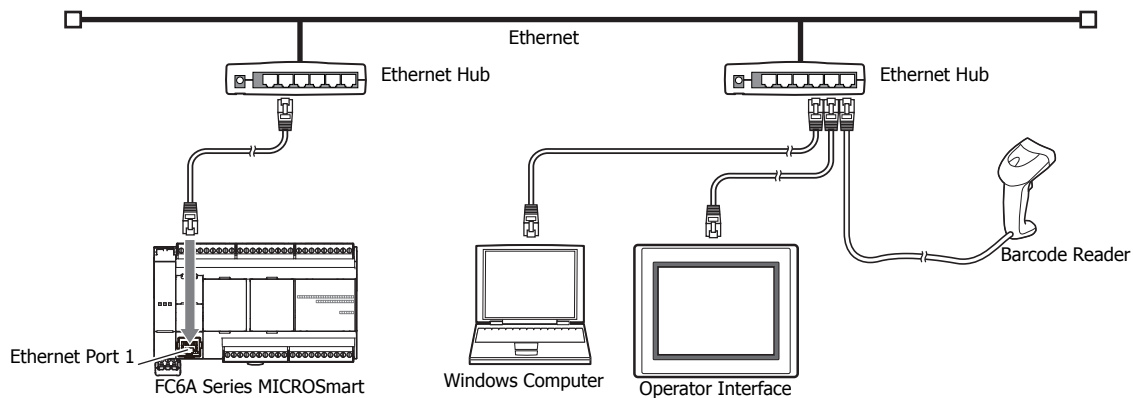 Ethernet
Ethernet Hub
Ethernet Hub
Barcode Reader
Ethernet Port 1
FC6A Series MICROSmart
Windows Computer
Operator Interface